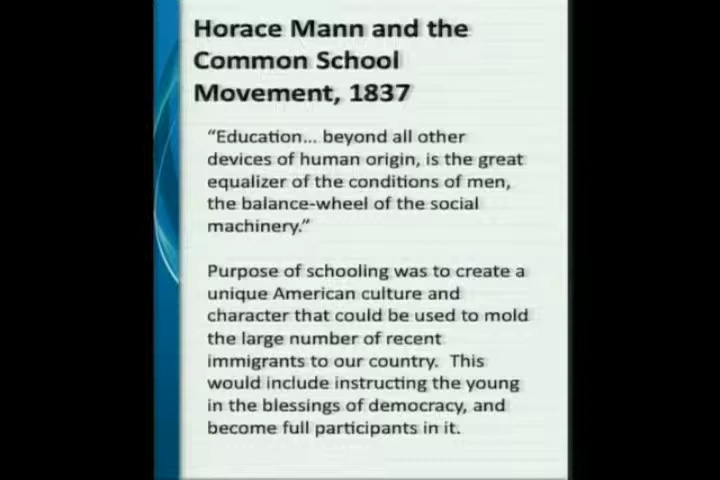 Horace Mann and the
Common School
Movement, 1837
“Education... beyond all other
devices of human origin, is the great
equalizer of the conditions of men,
the balance-wheel of the social
machinery.”
Purpose of schooling was to create a
unique American culture and
character that could be used to mold
the large number of recent
immigrants to our country.  This
would include instructing the young
in the blessings of democracy, and
become full participants in it.